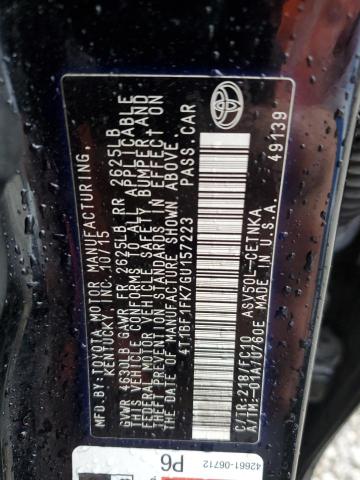 MFD BY:TOYOTA MOTOR MANUFACTURING,
KENTUCKY, INC. 10/15
GVWR 4630LB GAWR FR 2625LB RR 2625LB
THIS VEHICLE CONFORMS TO ALL APPLICABLE
FEDERAL MOTOR VEHICLE SAFETY, BUMPER AND
THEFT PREVENTION STANDARDS IN EFFECT ON
THE DATE OF MANUFACTURE SHOWN ABOVE.
4T1BF1FK7GU157223 PASS.CAR
C/TR:218/FC10 ASV50L-CETNKA
A/TM:-01A/U760E MADE IN U.S.A. 49139
TOYOTA
42661-06712
P6